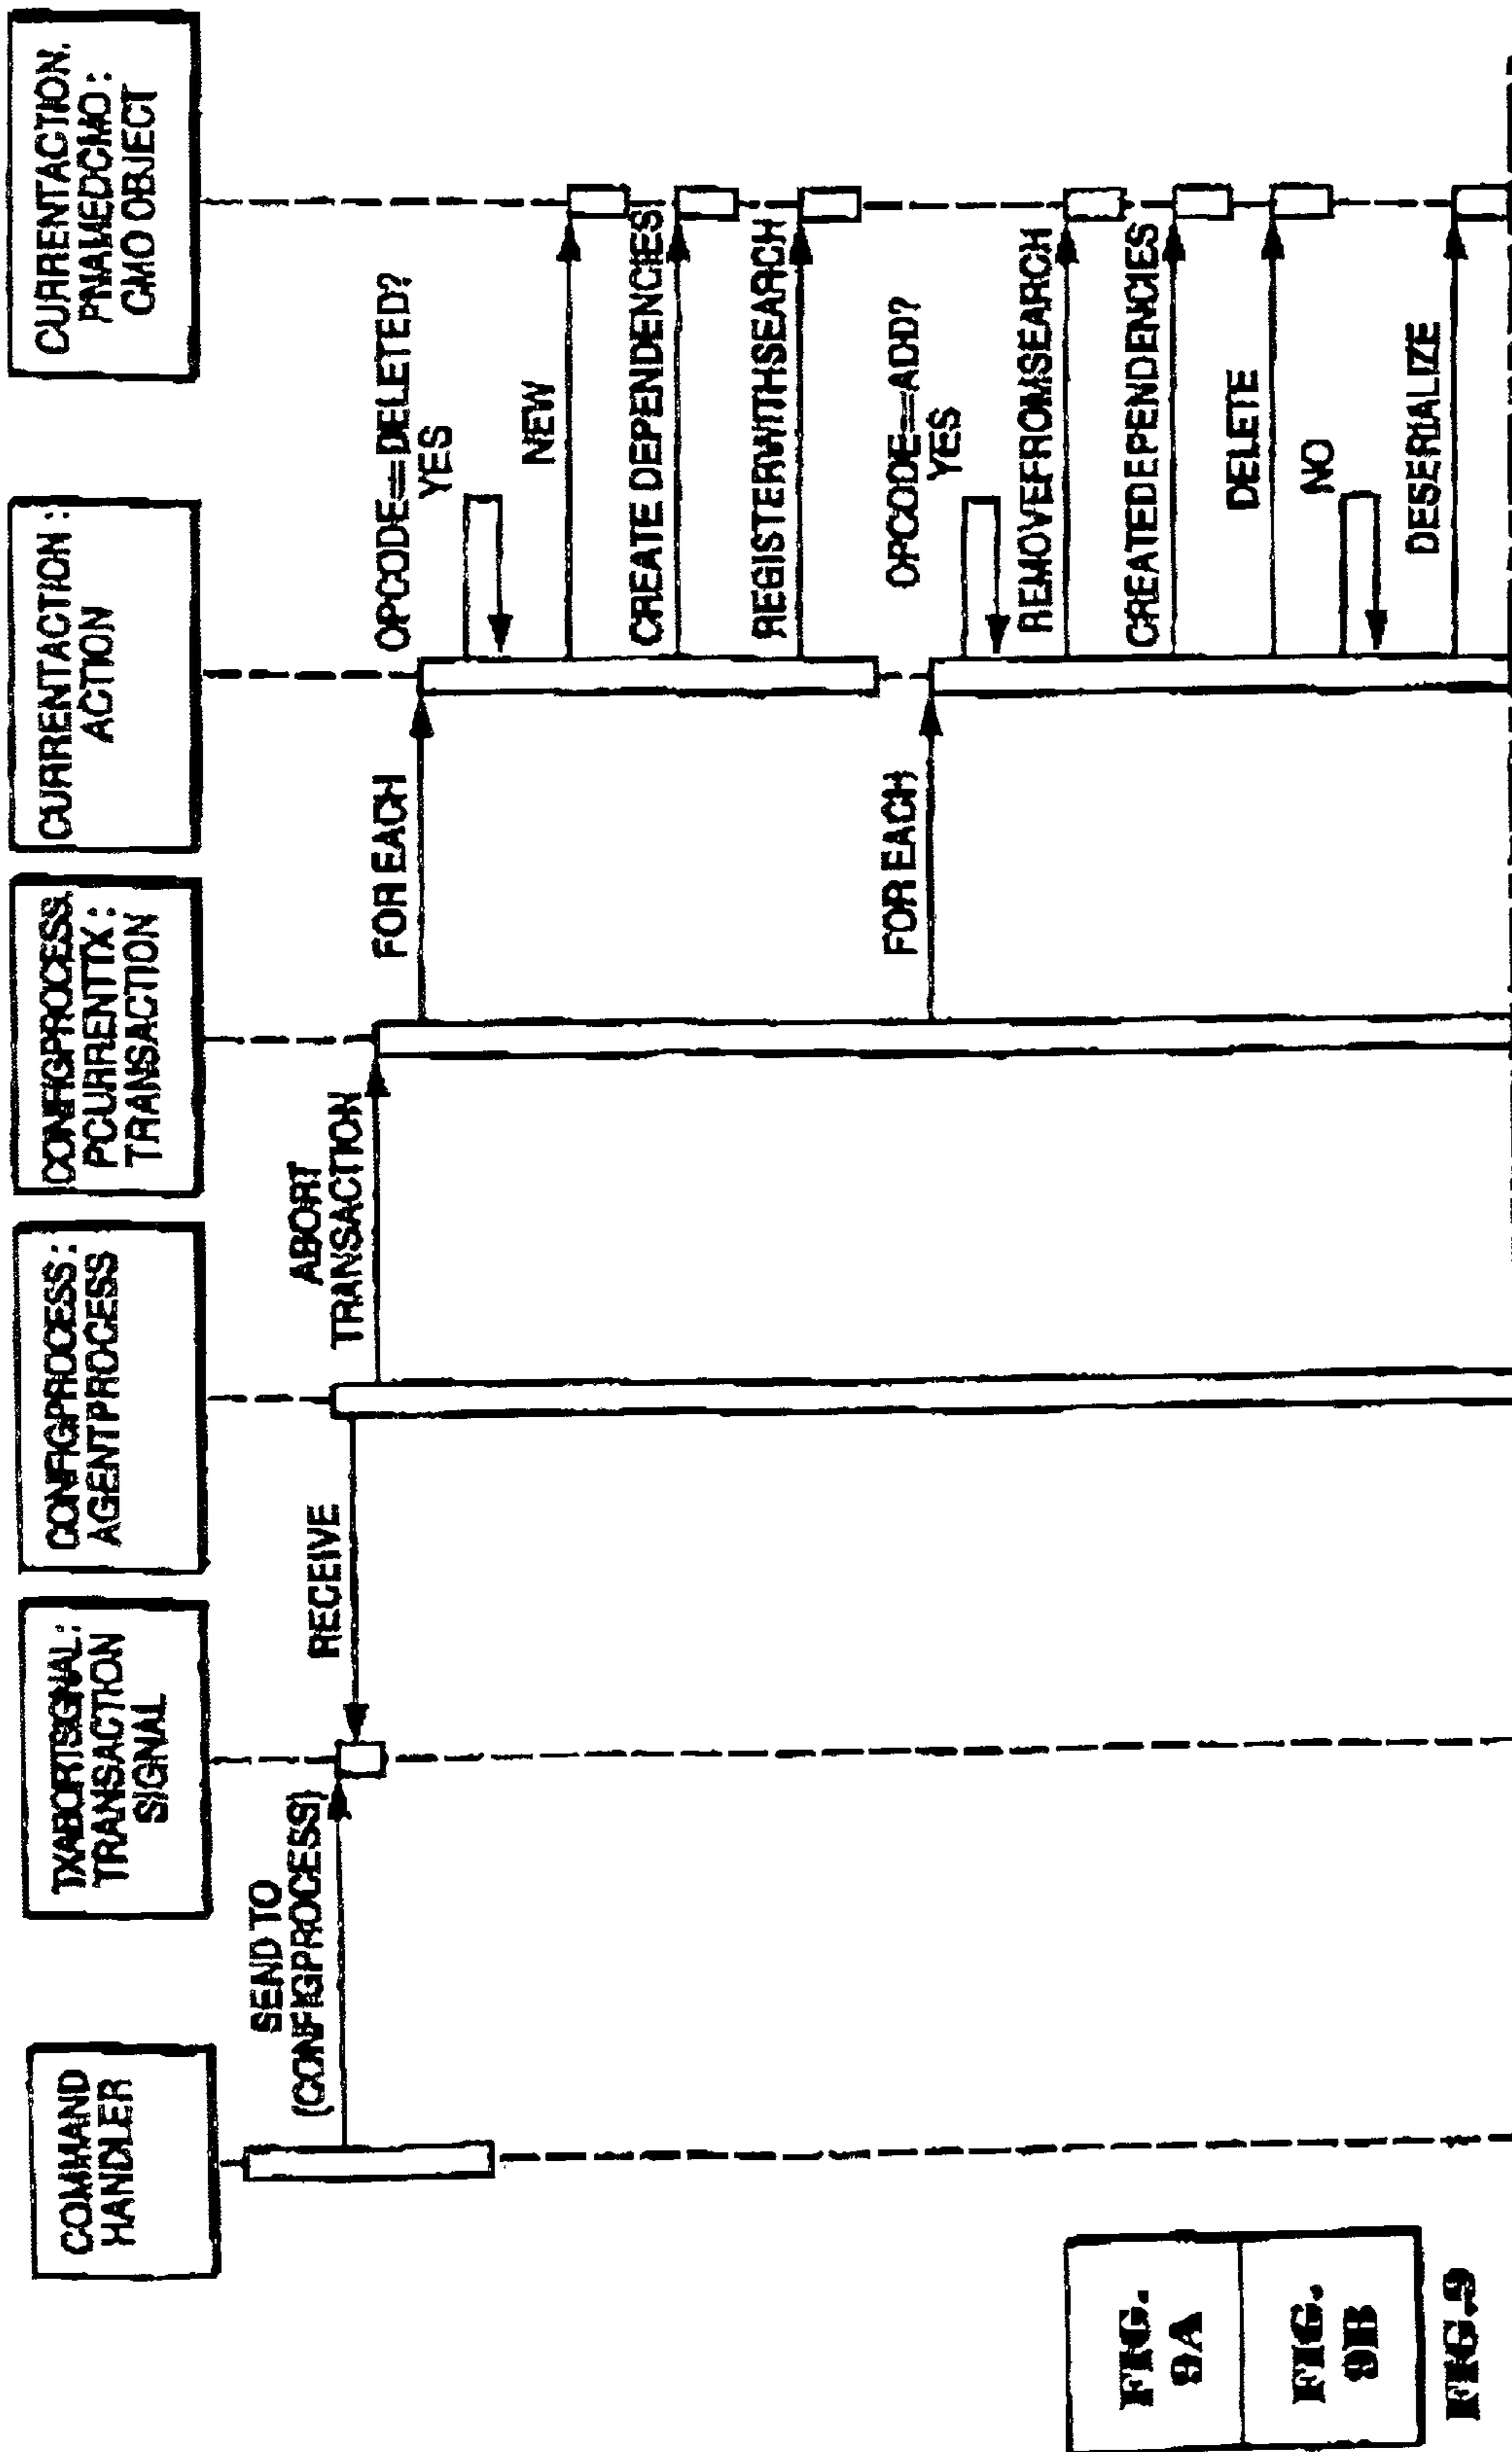 COMMAND
HANDLER
TXABORTSIGNAL:
TRANSACTION
SIGNAL
CONFIGPROCESS:
AGENTPROCESS
CONFIGPROCESS.
PCURRENTTX:
TRANSACTION
CURRENTACTION:
ACTION
CURRENTACTION.
PNAMEDCMO:
CMO OBJECT
SEND TO
(CONFIGPROCESS)
RECEIVE
ABORT
TRANSACTION
FOR EACH
OPCODE==DELETED?
YES
NEW
CREATE DEPENDENCIES
REGISTERWITHSEARCH
FOR EACH
OPCODE==ADD?
YES
REMOVEFROMSEARCH
CREATEDEPENDENCIES
DELETE
NO
DESERIALIZE
FIG.
9A
FIG.
9B
FIG.9